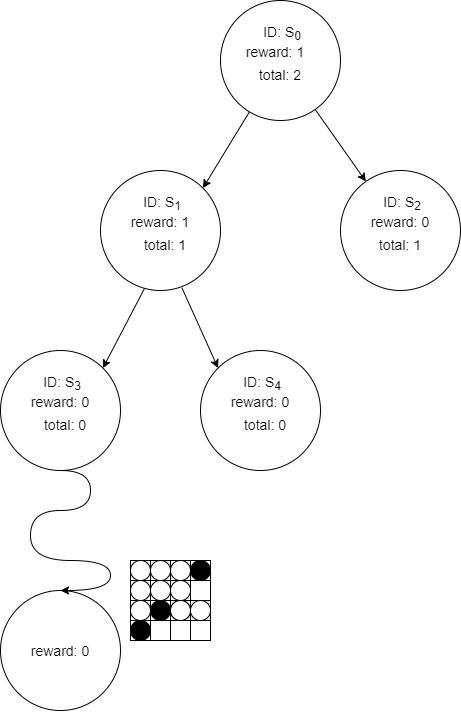 ID: S0
reward: 1
total: 2
ID: S1
reward: 1
total: 1
ID: S2
reward: 0
total: 1
ID: S3
reward: 0
total: 0
ID: S4
reward: 0
total: 0
reward: 0